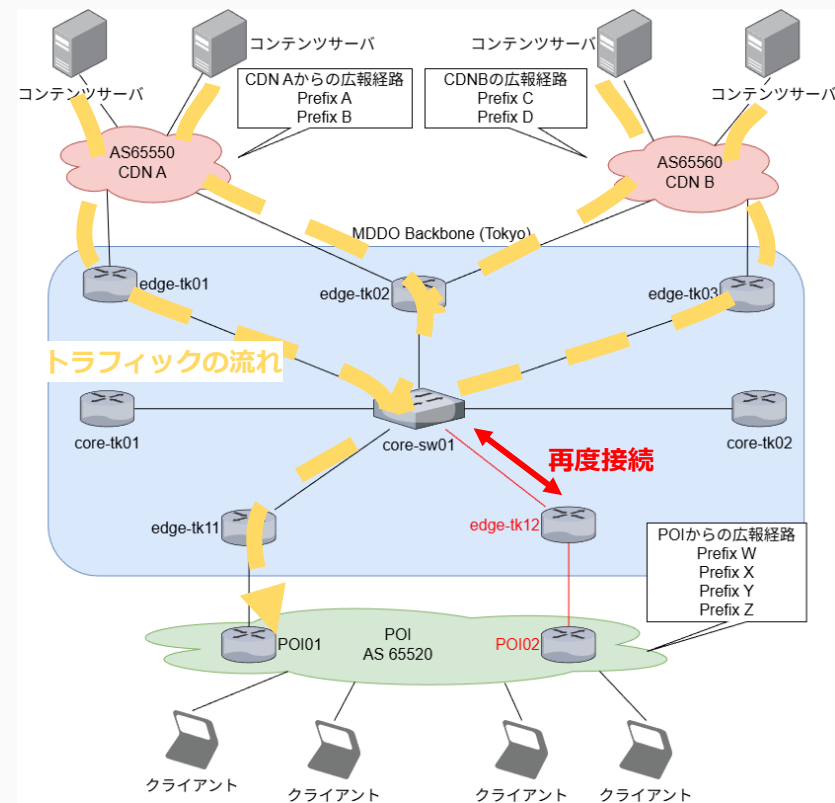 コンテンツサーバ
コンテンツサーバ
コンテンツサーバ
コンテンツサーバ
CDN Aからの広報経路
Prefix A
Prefix B
CDNBの広報経路
Prefix C
Prefix D
AS65550
CDN A
AS65560
CDN B
MDDO Backbone (Tokyo)
edge-tk01
edge-tk02
edge-tk03
トラフィックの流れ
core-tk01
core-sw01
core-tk02
再度接続
edge-tk11
edge-tk12
POIからの広報経路
Prefix W
Prefix X
Prefix Y
Prefix Z
POI01
POI
AS 65520
POI02
クライアント
クライアント
クライアント
クライアント